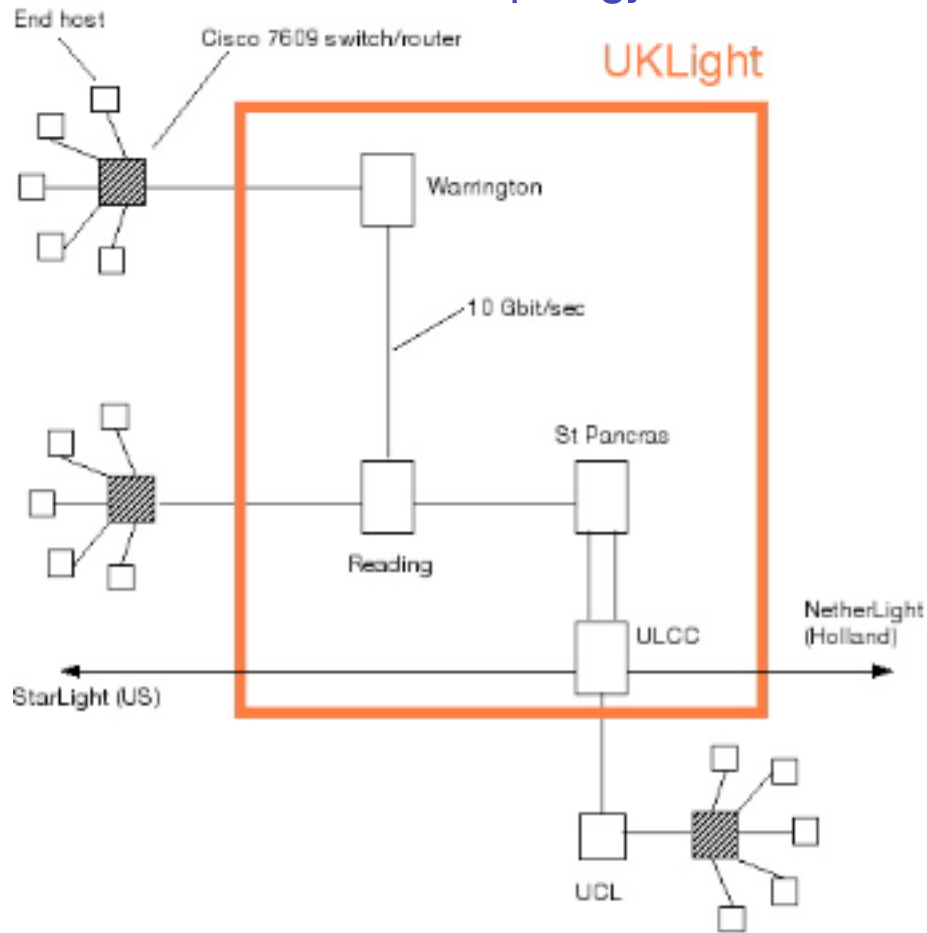 End host
Cisco 7609 switch/router
UKLight
Warrington
10 Gbit/sec
St Pancras
Reading
ULCC
NetherLight
(Holland)
StarLight (US)
UCL